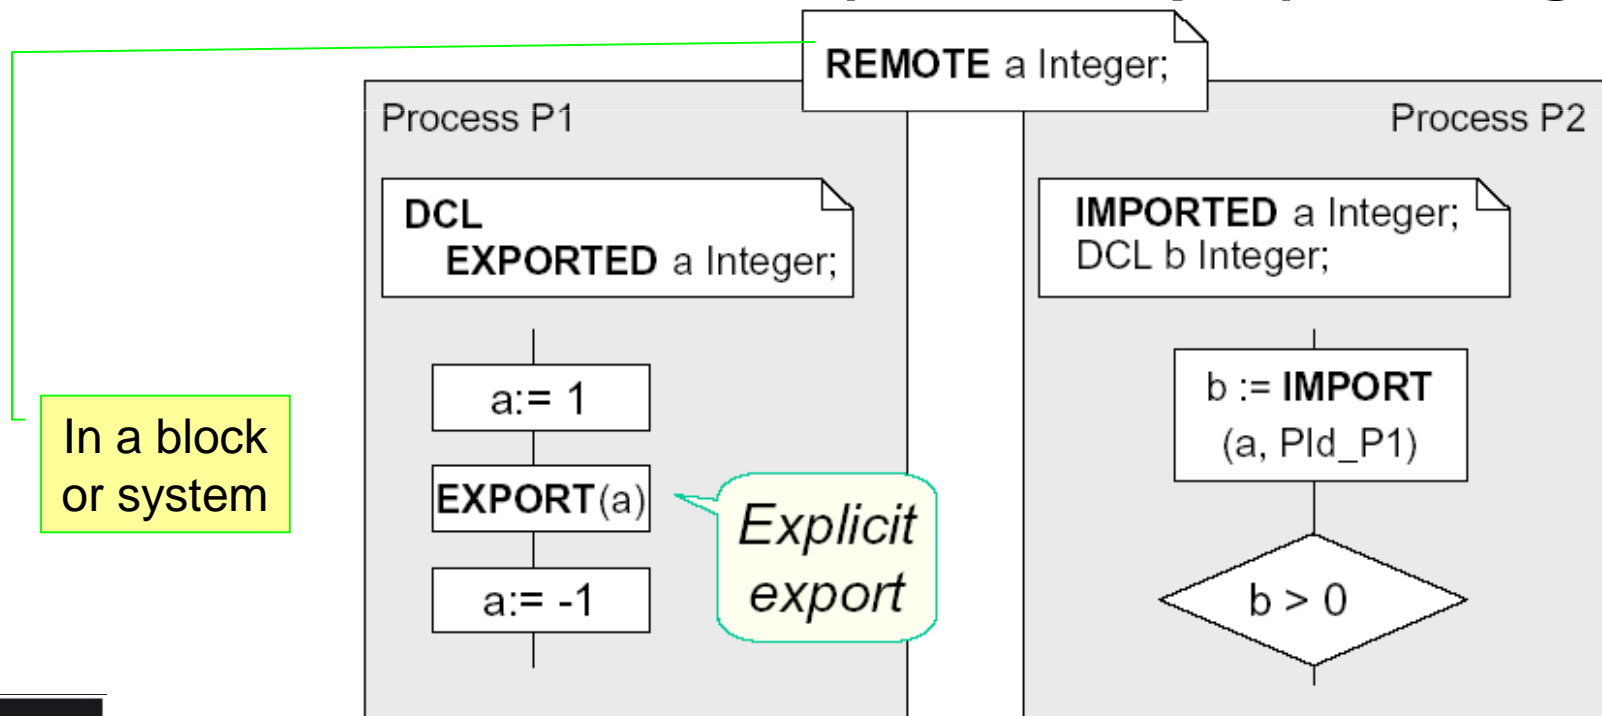 REMOTE a Integer;
Process P1
Process P2
DCL
EXPORTED a Integer;
IMPORTED a Integer;
DCL b Integer;
a:= 1
EXPORT(a)
a:= -1
Explicit
export
b := IMPORT
(a, PId_P1)
b > 0
In a block
or system